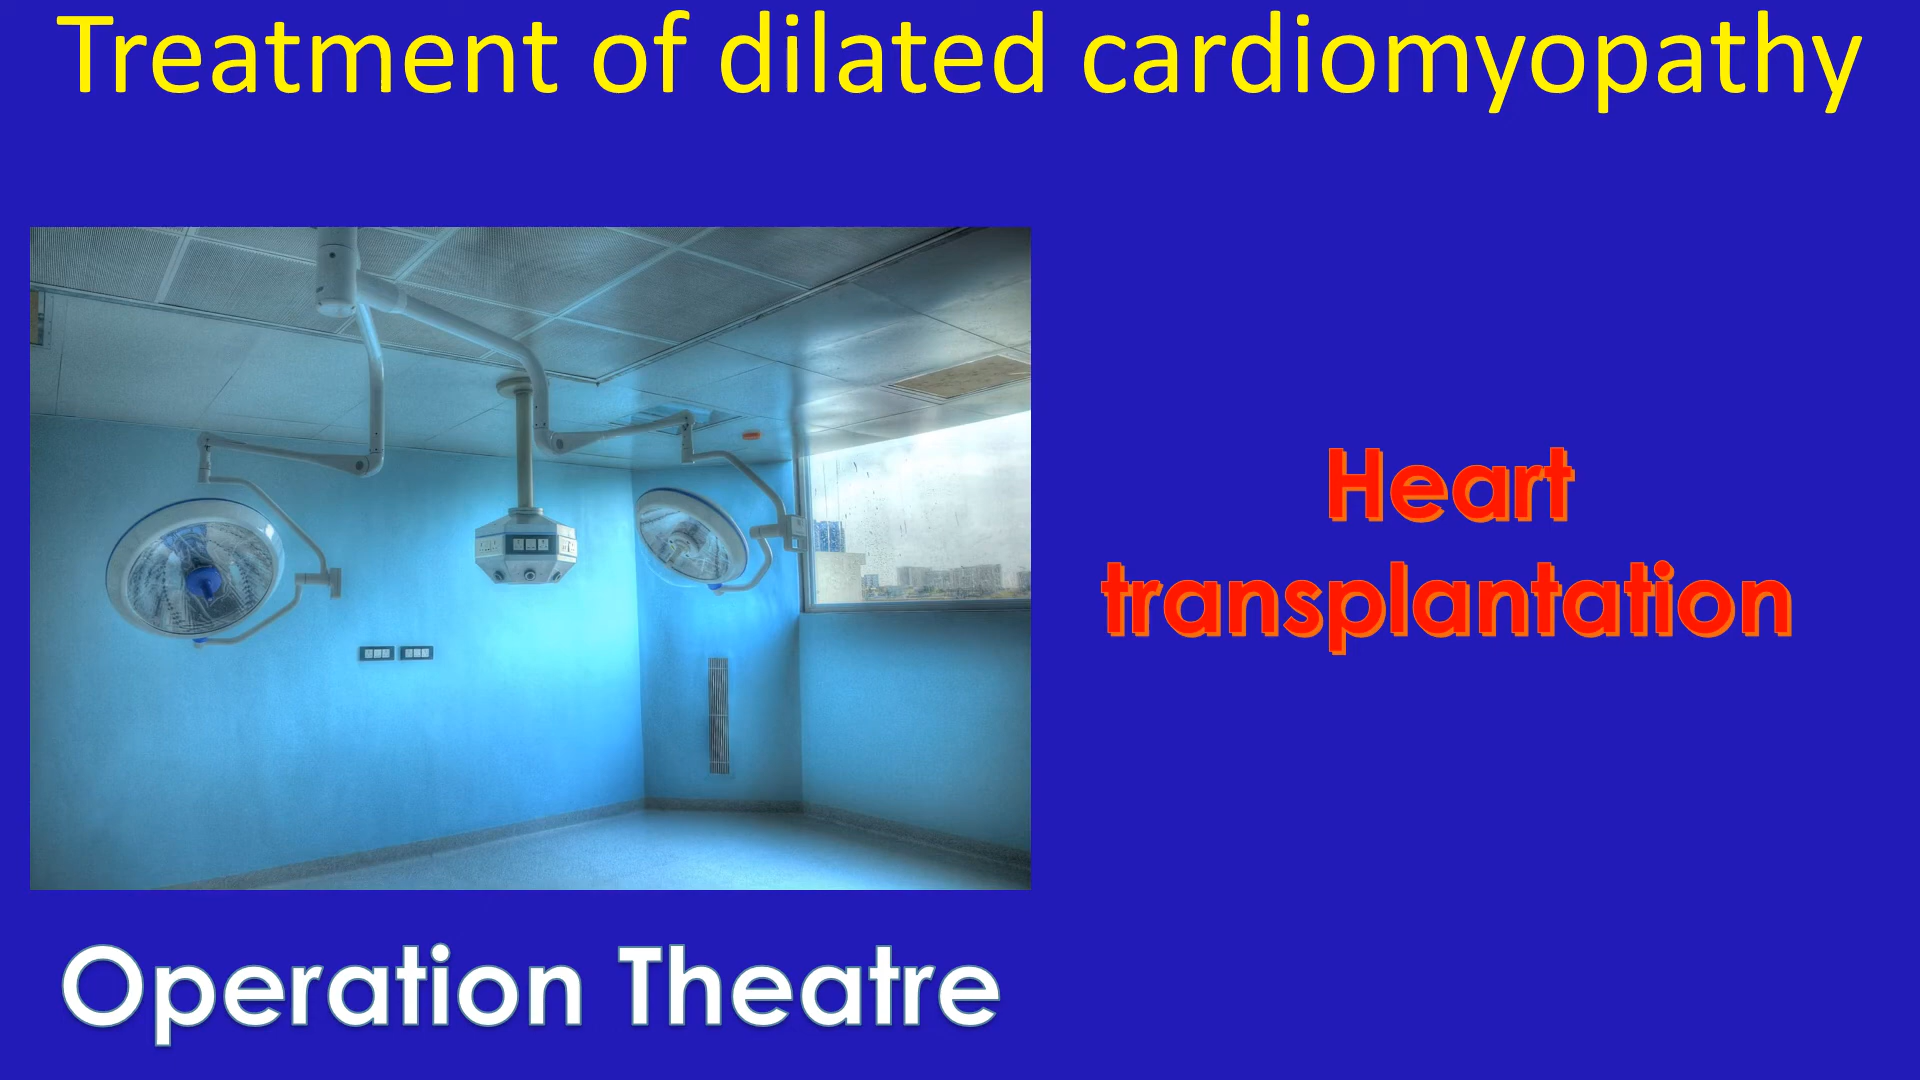 Treatment of dilated cardiomyopathy
Heart
transplantation
Operation Theatre